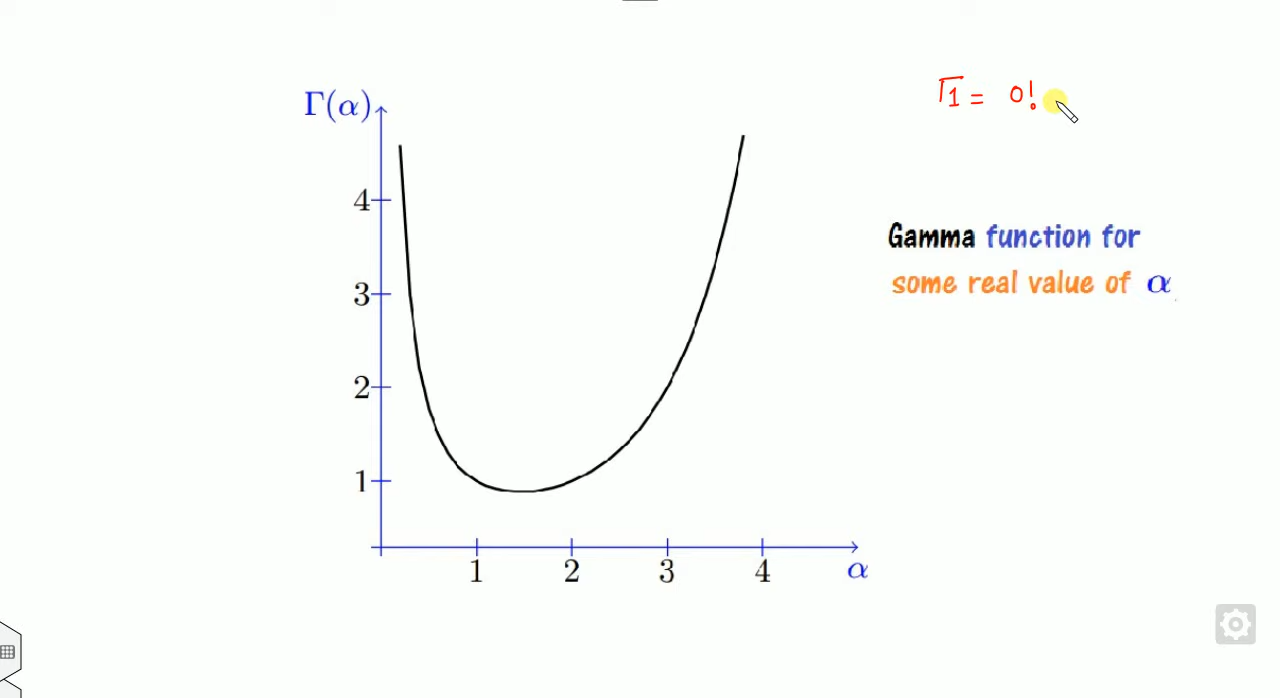 Γ1 = 0!
Γ(α)
4
3
2
1
1 2 3 4
α
Gamma function for
some real value of α